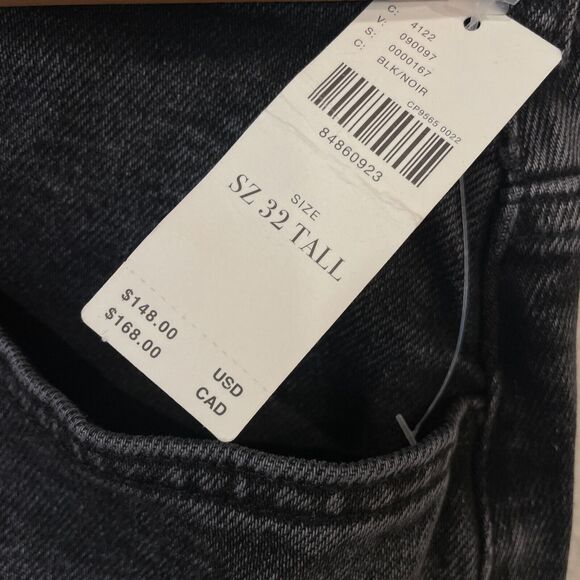 C: 4122
V: 090097
S: 0000167
C: BLK/NOIR
CP9565 0022
84860923
SIZE
SZ 32 TALL
$148.00 USD
$168.00 CAD